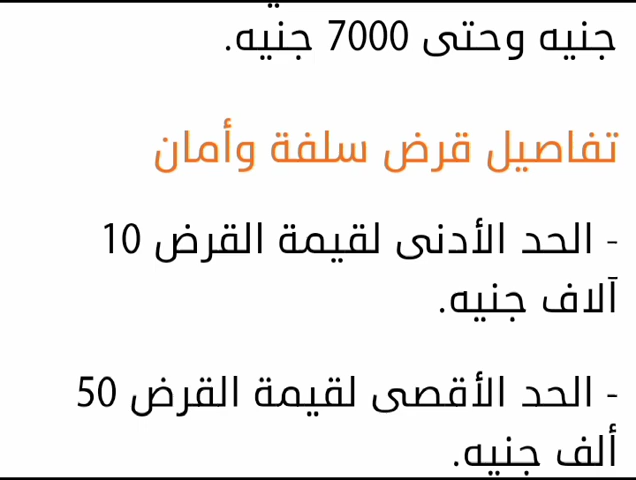 جنيه وحتى 7000 جنيه.
تفاصيل قرض سلفة وأمان
- الحد الأدنى لقيمة القرض 10
آلاف جنيه.
- الحد الأقصى لقيمة القرض 50
ألف جنيه.